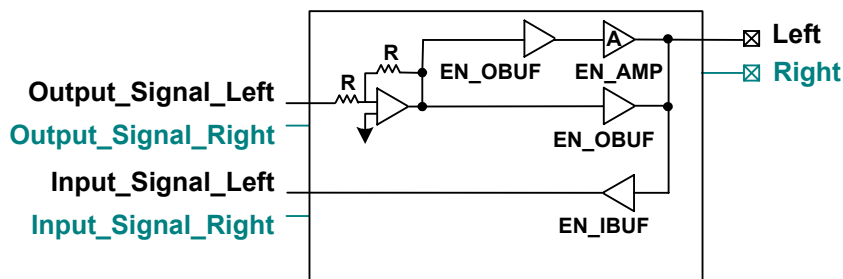 A
Left
R
EN_OBUF
EN_AMP
Right
R
Output_Signal_Left
Output_Signal_Right
EN_OBUF
Input_Signal_Left
Input_Signal_Right
EN_IBUF